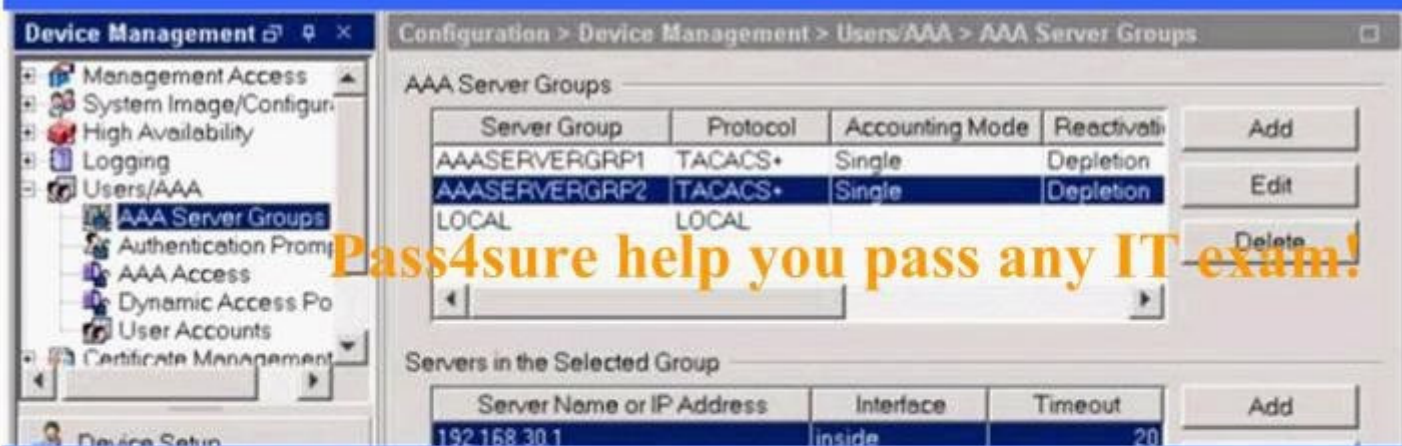 Device Management
Configuration > Device Management > Users/AAA > AAA Server Groups
Management Access
System Image/Configur
High Availability
Logging
Users/AAA
AAA Server Groups
Authentication Promp
AAA Access
Dynamic Access Po
User Accounts
Certificate Management
Device Setup
AAA Server Groups
Server Group Protocol Accounting Mode Reactivati
AAASERVERGRP1 TACACS+ Single Depletion
AAASERVERGRP2 TACACS+ Single Depletion
LOCAL LOCAL
Add
Edit
Delete
Pass4sure help you pass any IT exam!
Servers in the Selected Group
Server Name or IP Address Interface Timeout
192.168.30.1 inside 20
Add